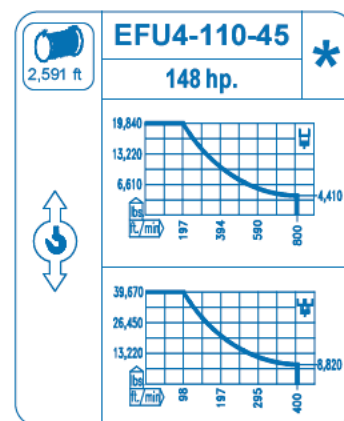 EFU4-110-45
*
2,591 ft
148 hp.
19,840
13,220
6,610
4,410
lbs
ft./min
197
394
590
800
39,670
26,450
13,220
8,820
lbs
ft./min
98
197
295
400